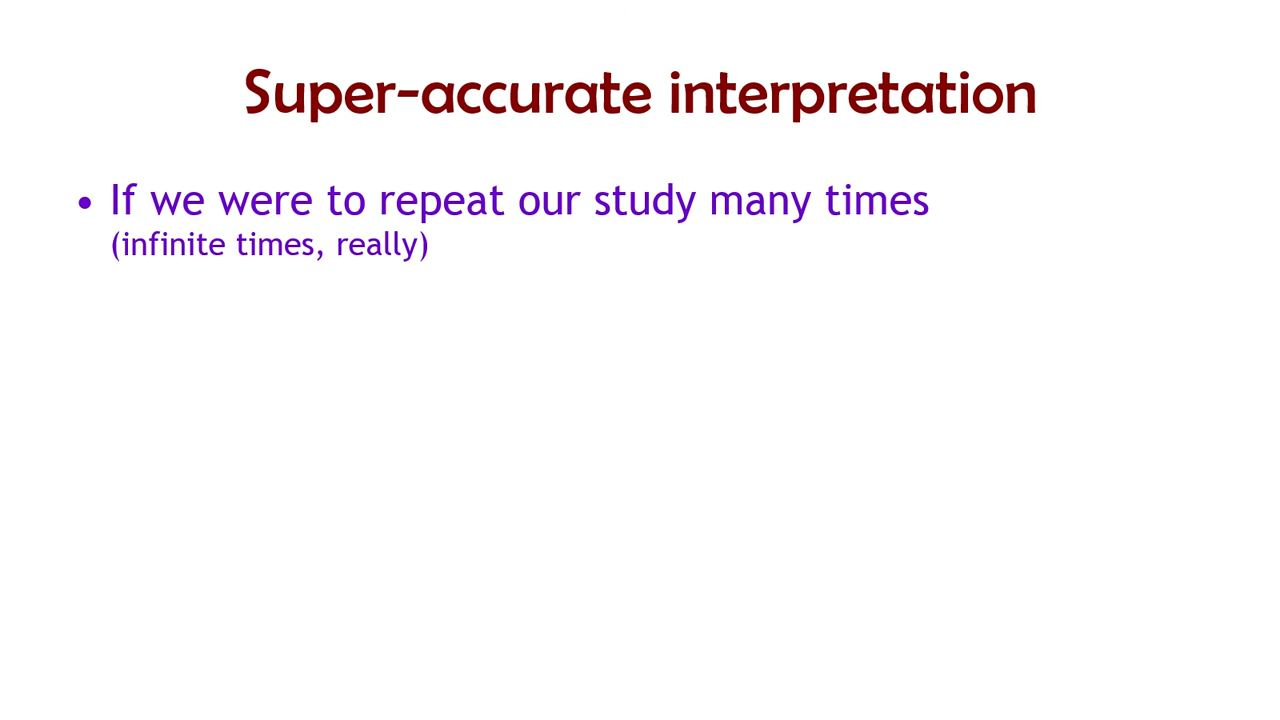 Super-accurate interpretation
• If we were to repeat our study many times
(infinite times, really)